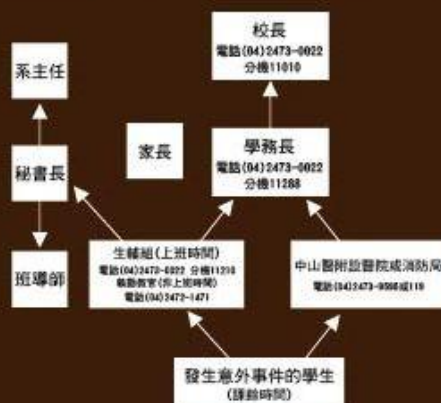 校長
電話(04)2473-0022
分機11010
系主任
家長
學務長
電話(04)2473-0022
分機11288
秘書長
生輔組(上班時間)
電話(04)2473-0022 分機11210
執勤教官(非上班時間)
電話(04)2472-1471
中山醫附設醫院或消防局
電話(04)2473-9595或119
班導師
發生意外事件的學生
(課餘時間)